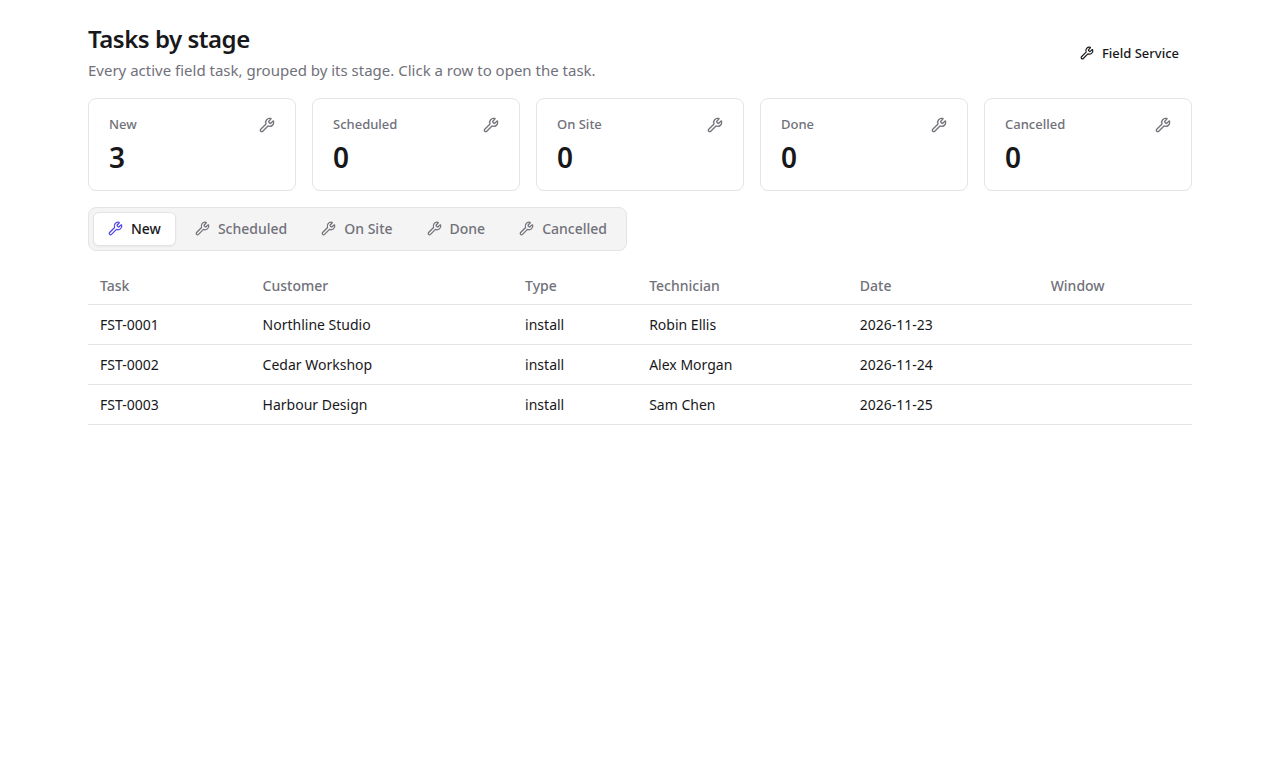 Tasks by stage
Every active field task, grouped by its stage. Click a row to open the task.
Field Service
New
3
Scheduled
0
On Site
0
Done
0
Cancelled
0
New Scheduled On Site Done Cancelled
Task Customer Type Technician Date Window
FST-0001 Northline Studio install Robin Ellis 2026-11-23
FST-0002 Cedar Workshop install Alex Morgan 2026-11-24
FST-0003 Harbour Design install Sam Chen 2026-11-25